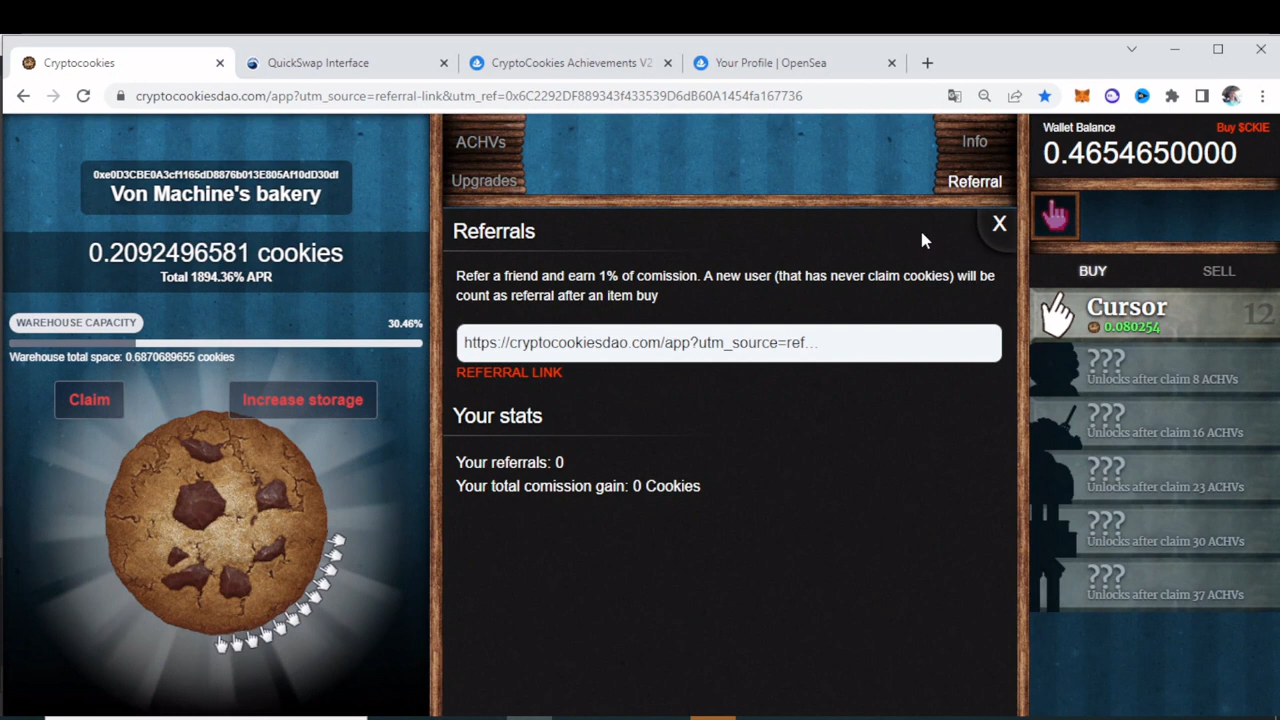 Cryptocookies
QuickSwap Interface
CryptoCookies Achievements V2
Your Profile | OpenSea
cryptocookiesdao.com/app?utm_source=referral-link&utm_ref=0x6C2292DF889343f433539D6dB60A1454fa167736
0xe0D3CBE0A3cf1165dD8876b013E805Af10dD30df
Von Machine's bakery
0.2092496581 cookies
Total 1894.36% APR
WAREHOUSE CAPACITY
30.46%
Warehouse total space: 0.6870689655 cookies
Claim
Increase storage
ACHVs
Info
Upgrades
Referral
Referrals
X
Refer a friend and earn 1% of comission. A new user (that has never claim cookies) will be
count as referral after an item buy
https://cryptocookiesdao.com/app?utm_source=ref...
REFERRAL LINK
Your stats
Your referrals: 0
Your total comission gain: 0 Cookies
Wallet Balance
Buy $CKIE
0.4654650000
BUY
SELL
Cursor
12
0.080254
???
Unlocks after claim 8 ACHVs
???
Unlocks after claim 16 ACHVs
???
Unlocks after claim 23 ACHVs
???
Unlocks after claim 30 ACHVs
???
Unlocks after claim 37 ACHVs